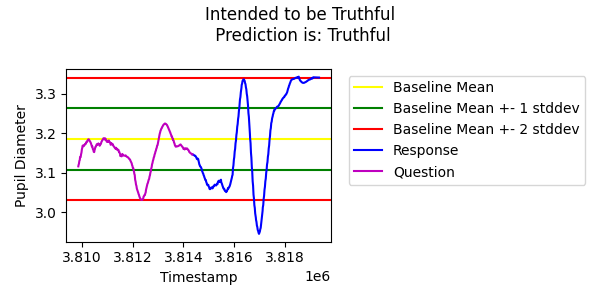 Intended to be Truthful
Prediction is: Truthful
Pupil Diameter
3.3
3.2
3.1
3.0
3.810 3.812 3.814 3.816 3.818
1e6
Timestamp
Baseline Mean
Baseline Mean +- 1 stddev
Baseline Mean +- 2 stddev
Response
Question